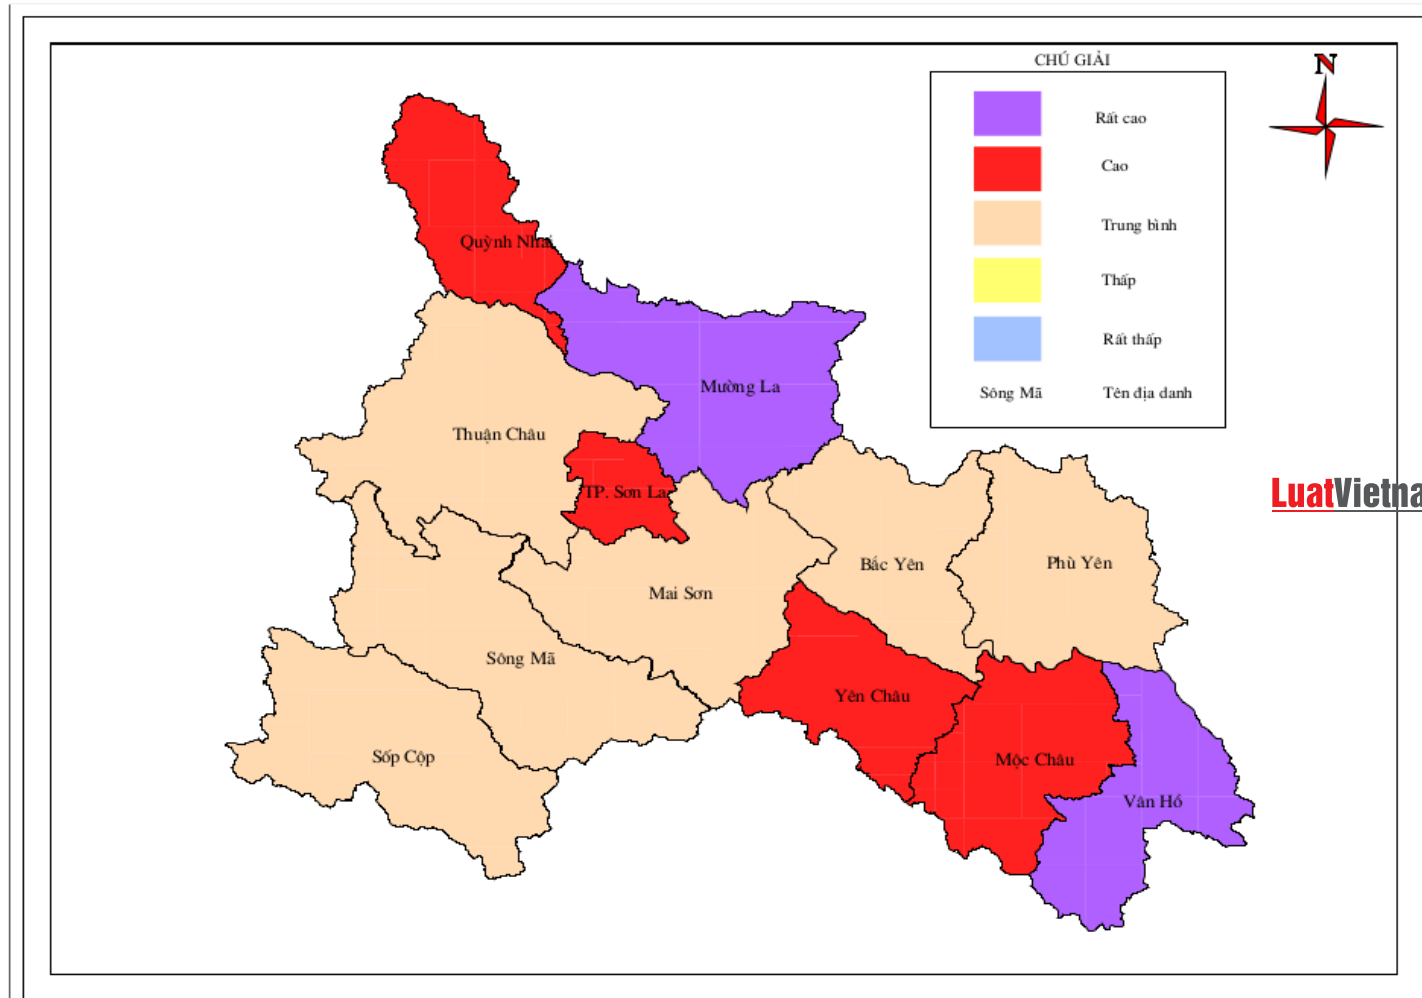 CHÚ GIẢI
N
Rất cao
Cao
Trung bình
Thấp
Rất thấp
Sông Mã Tên địa danh
Quỳnh Nhai
Mường La
Thuận Châu
TP. Sơn La
LuatVietna
Bắc Yên
Phù Yên
Mai Sơn
Sông Mã
Yên Châu
Sốp Cộp
Mộc Châu
Vân Hồ